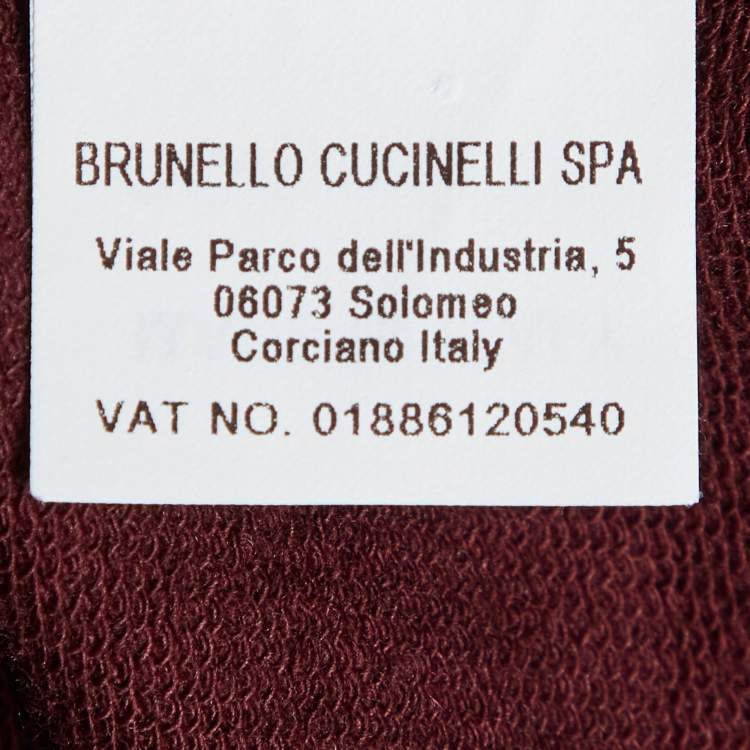 BRUNELLO CUCINELLI SPA
Viale Parco dell'Industria, 5
06073 Solomeo
Corciano Italy
VAT NO. 01886120540